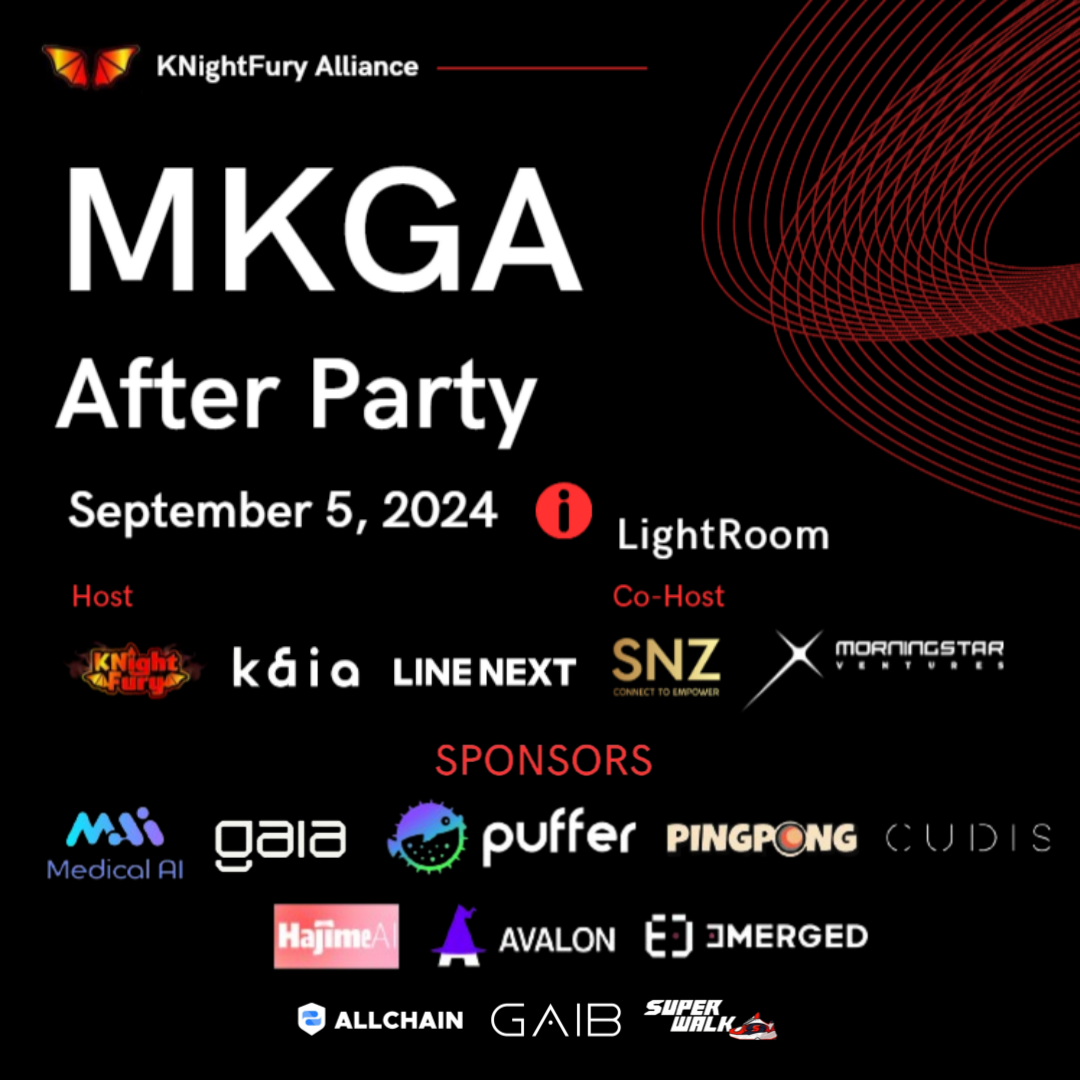 KNightFury Alliance
MKGA
After Party
September 5, 2024
LightRoom
Host
Co-Host
KNight
Fury
kaia
LINE NEXT
SNZ
CONNECT TO EMPOWER
MORNINGSTAR
VENTURES
SPONSORS
Medical AI
gaia
puffer
PINGPONG
CUDIS
HajimeAI
AVALON
EMERGED
ALLCHAIN
GAIB
SUPER
WALK